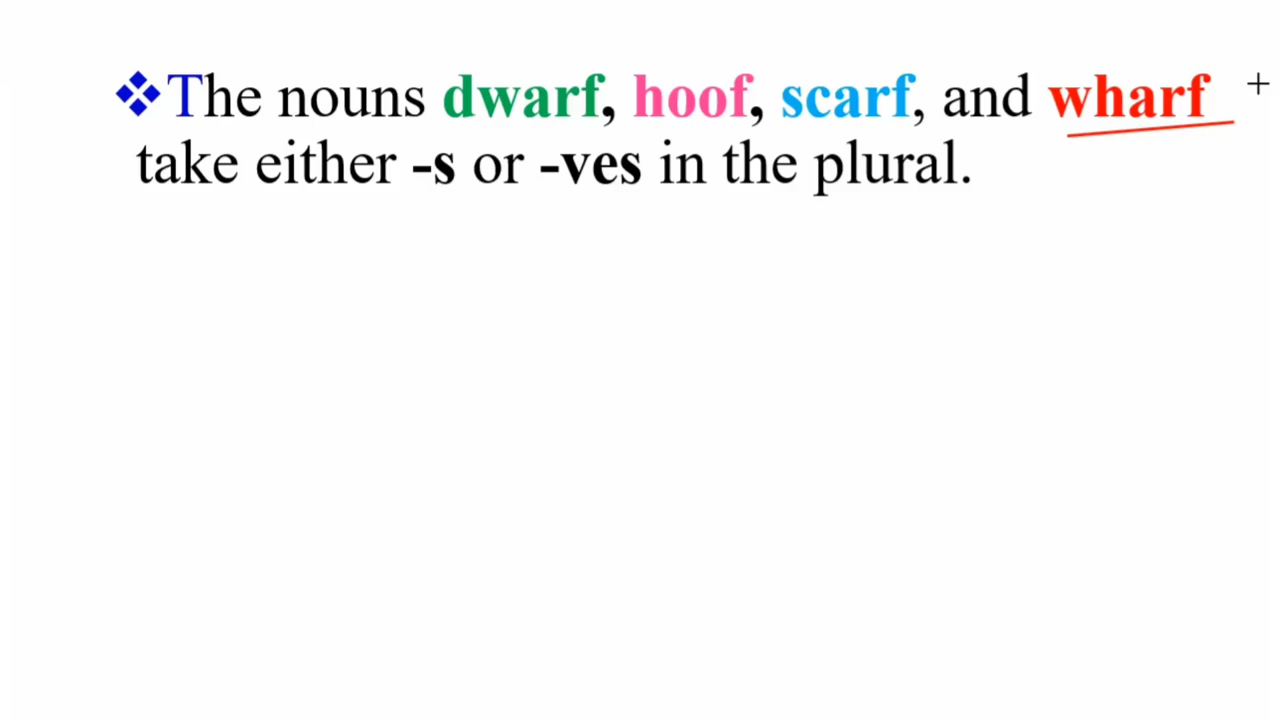 ❖The nouns dwarf, hoof, scarf, and wharf
take either -s or -ves in the plural.